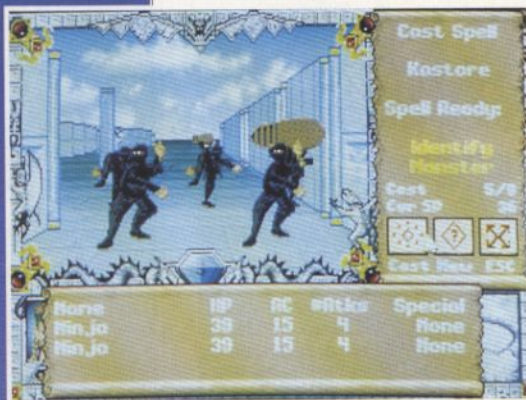 Cast Spell
Kastore
Spell Ready:
Identify
Monster
Cost 5/0
Cur SP
Cast New ESC
Name HP AC #Atks Special
Ninja 39 15 4 None
Ninja 39 15 4 None